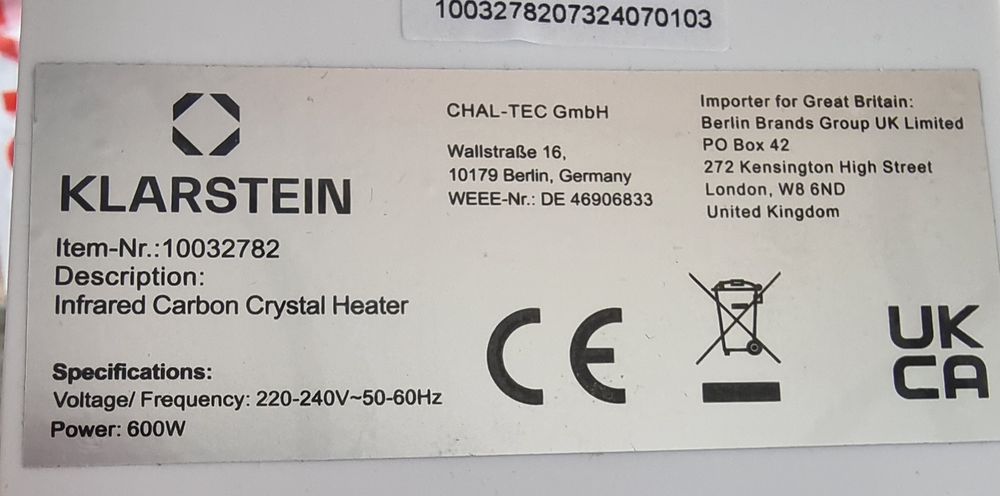 1003278207324070103
KLARSTEIN
Item-Nr.:10032782
Description:
Infrared Carbon Crystal Heater
Specifications:
Voltage/ Frequency: 220-240V~50-60Hz
Power: 600W
CHAL-TEC GmbH
Wallstraße 16,
10179 Berlin, Germany
WEEE-Nr.: DE 46906833
Importer for Great Britain:
Berlin Brands Group UK Limited
PO Box 42
272 Kensington High Street
London, W8 6ND
United Kingdom
CE
UK
CA